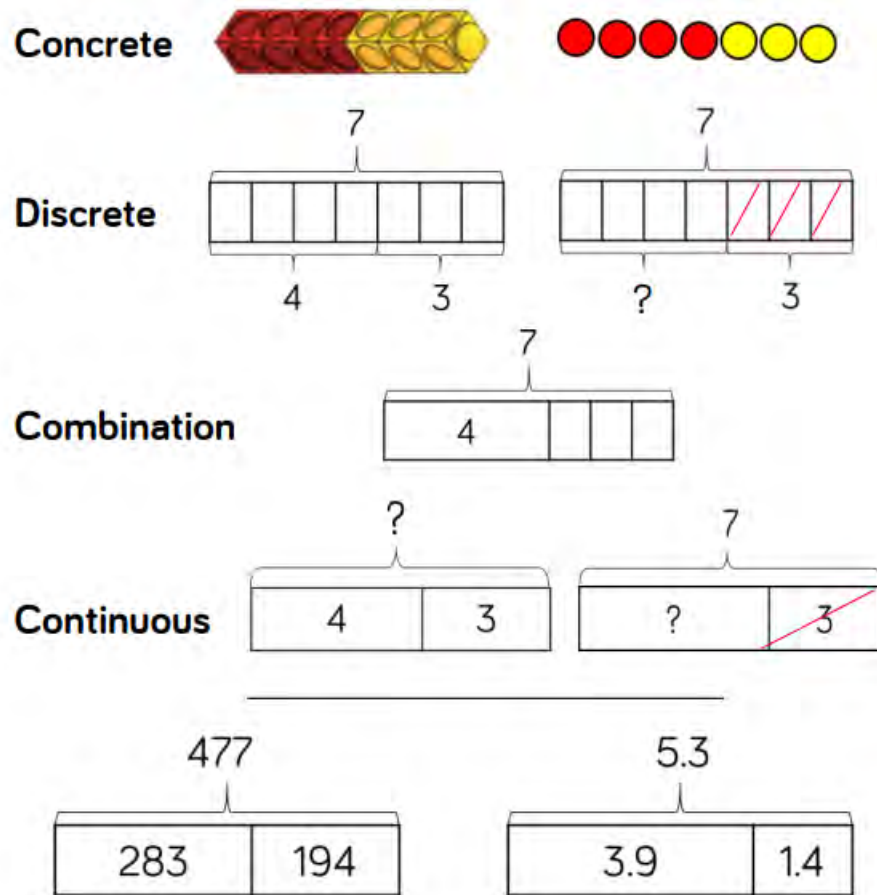 Concrete
7 7
Discrete
4 3 ? 3
7
Combination
4
? 7
Continuous
4 3 ? 3
477 5.3
283 194 3.9 1.4